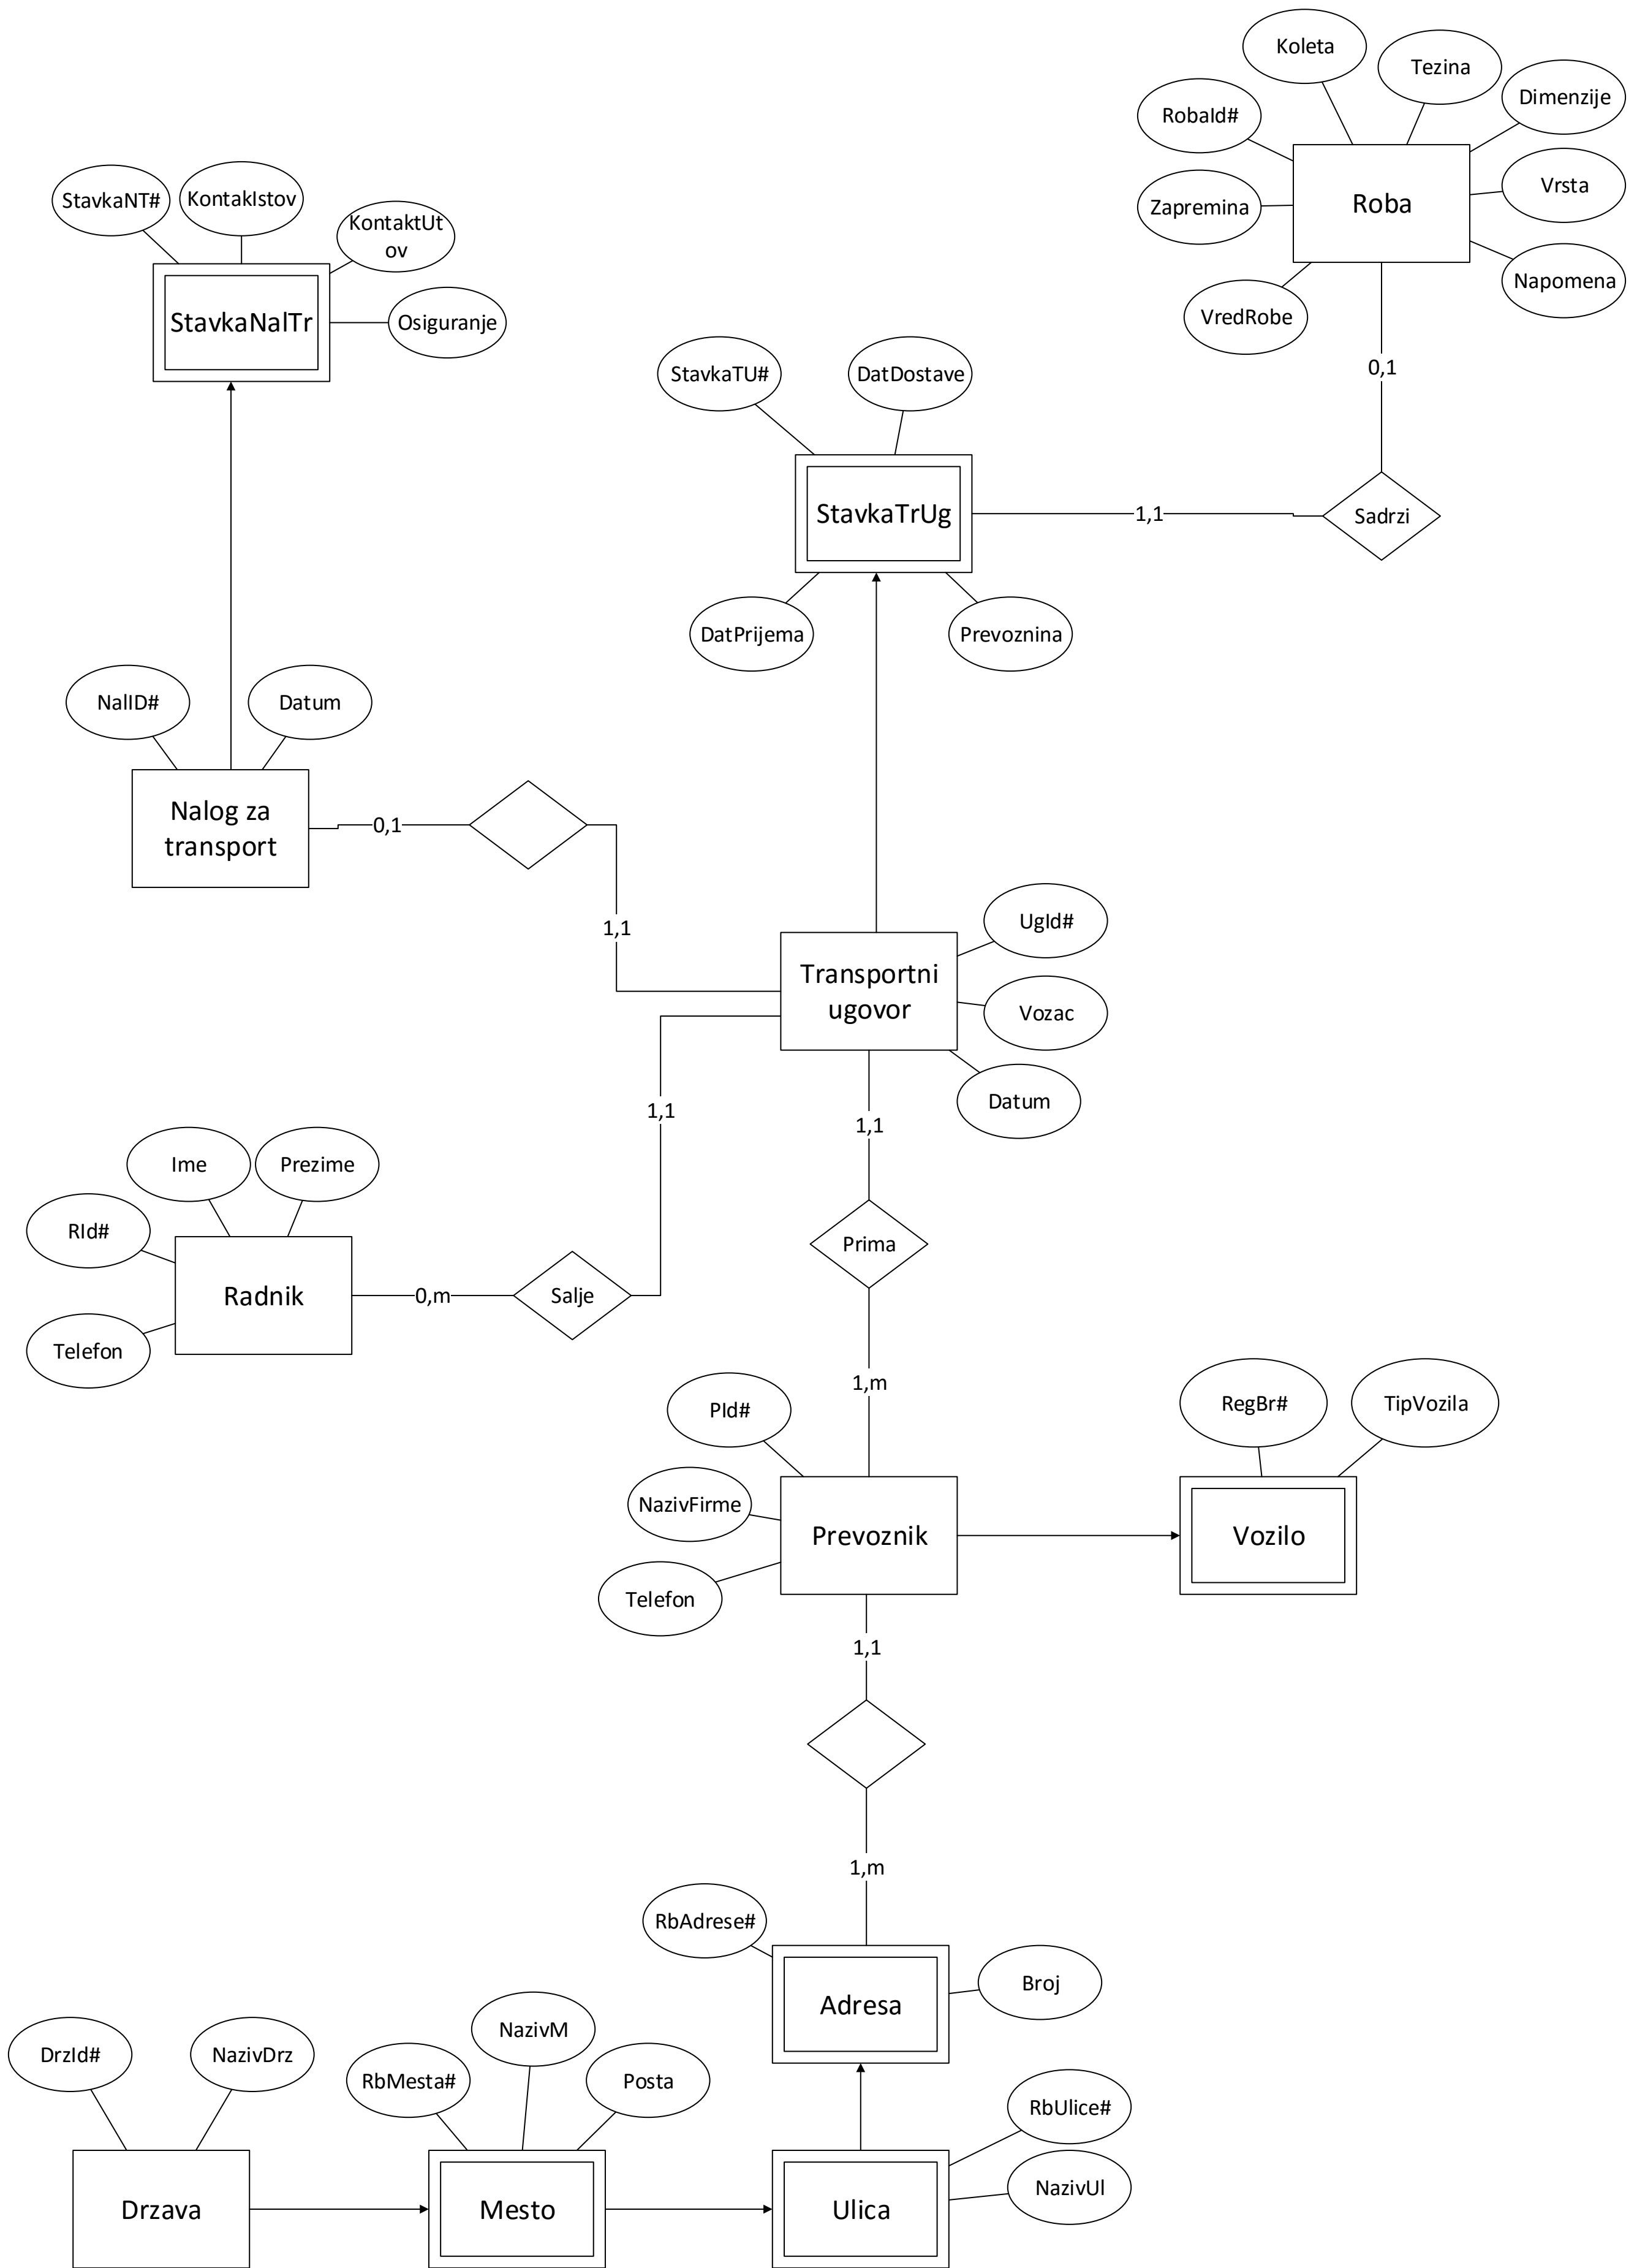 Koleta
Tezina
Dimenzije
RobaId#
Vrsta
Zapremina
Roba
Napomena
VredRobe
0,1
StavkaNT#
KontakIstov
KontaktUt
ov
Osiguranje
StavkaNalTr
StavkaTU#
DatDostave
StavkaTrUg
1,1
Sadrzi
DatPrijema
Prevoznina
NalID#
Datum
Nalog za
transport
0,1
1,1
UgId#
Transportni
ugovor
Vozac
Datum
1,1
1,1
Ime
Prezime
RId#
Radnik
Telefon
0,m
Salje
Prima
1,m
PId#
NazivFirme
Prevoznik
Telefon
RegBr#
TipVozila
Vozilo
1,1
1,m
RbAdrese#
Adresa
Broj
DrzId#
NazivDrz
RbMesta#
NazivM
Posta
RbUlice#
NazivUl
Drzava
Mesto
Ulica